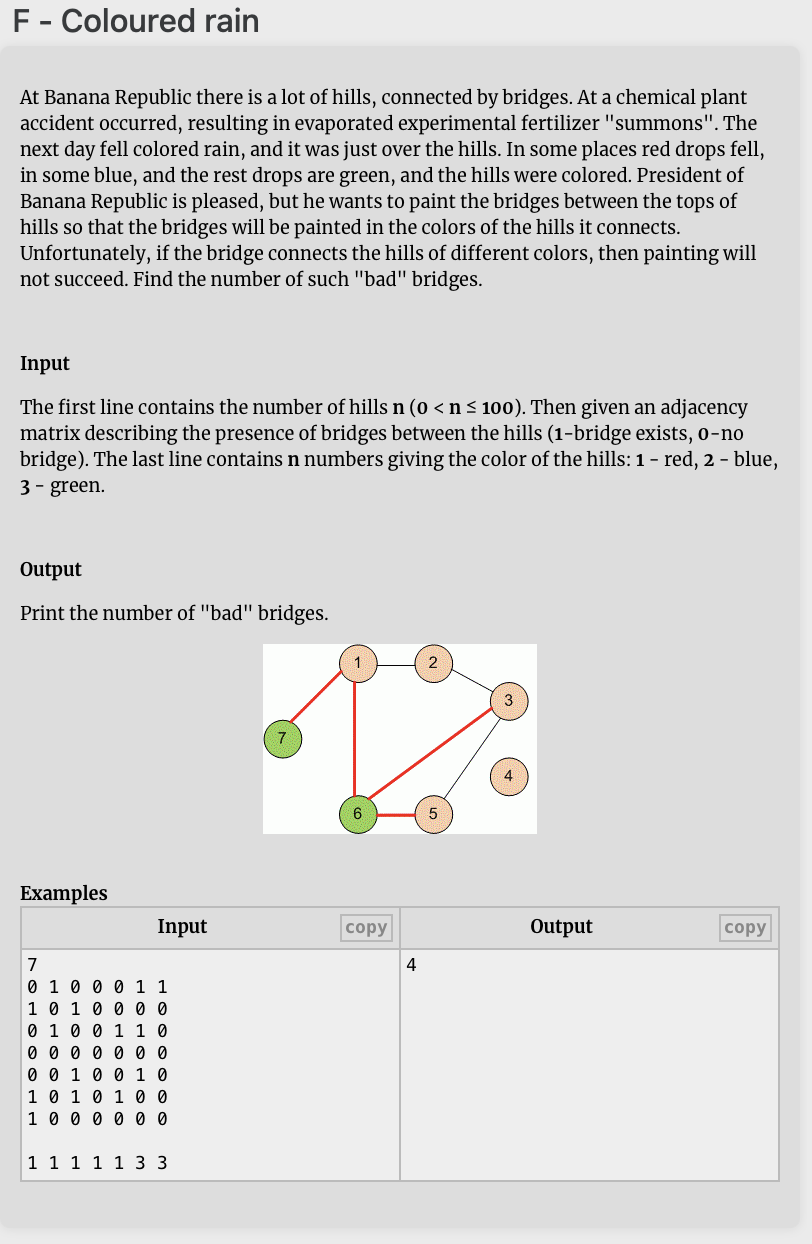 F - Coloured rain
At Banana Republic there is a lot of hills, connected by bridges. At a chemical plant
accident occurred, resulting in evaporated experimental fertilizer "summons". The
next day fell colored rain, and it was just over the hills. In some places red drops fell,
in some blue, and the rest drops are green, and the hills were colored. President of
Banana Republic is pleased, but he wants to paint the bridges between the tops of
hills so that the bridges will be painted in the colors of the hills it connects.
Unfortunately, if the bridge connects the hills of different colors, then painting will
not succeed. Find the number of such "bad" bridges.
Input
The first line contains the number of hills n (0 < n ≤ 100). Then given an adjacency
matrix describing the presence of bridges between the hills (1-bridge exists, 0-no
bridge). The last line contains n numbers giving the color of the hills: 1 - red, 2 - blue,
3 - green.
Output
Print the number of "bad" bridges.
1 2
3
7
4
6 5
Examples
Input copy Output copy
7 4
0 1 0 0 0 1 1
1 0 1 0 0 0 0
0 1 0 0 1 1 0
0 0 0 0 0 0 0
0 0 1 0 0 1 0
1 0 1 0 1 0 0
1 0 0 0 0 0 0
1 1 1 1 1 3 3